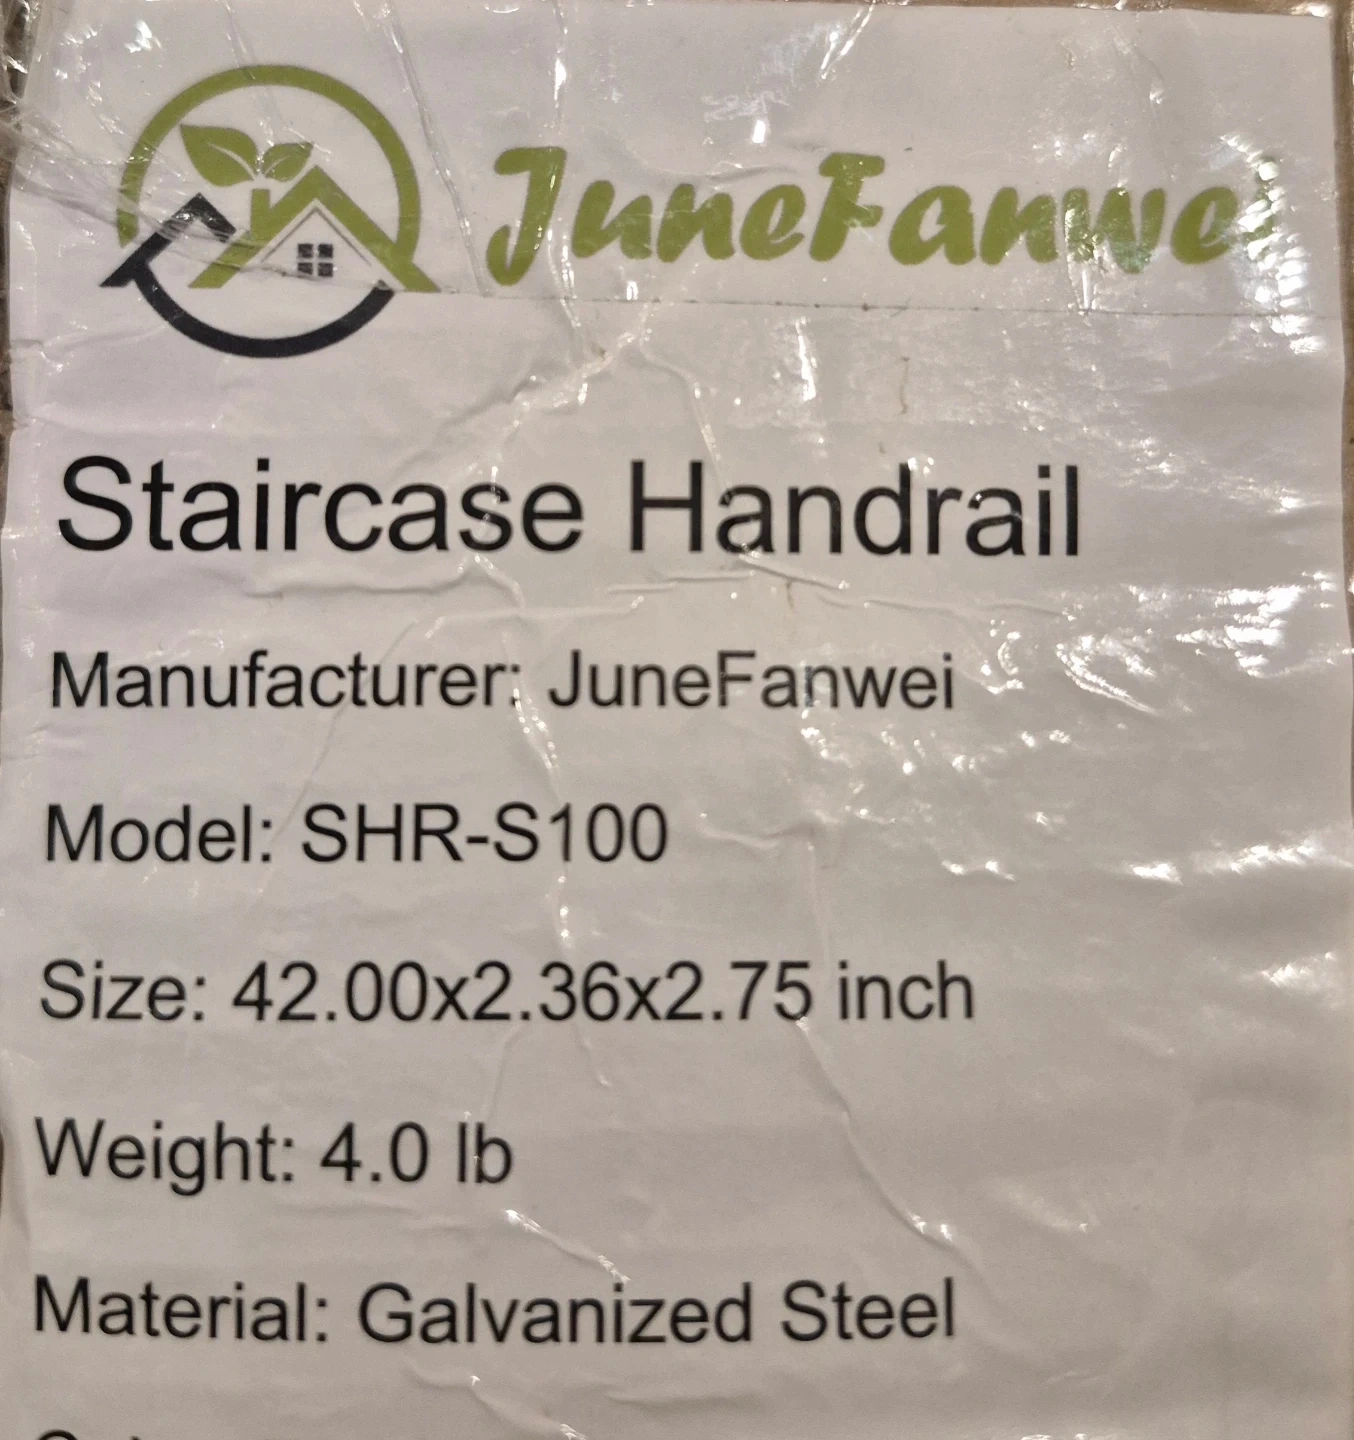 JuneFanwei
Staircase Handrail
Manufacturer: JuneFanwei
Model: SHR-S100
Size: 42.00x2.36x2.75 inch
Weight: 4.0 lb
Material: Galvanized Steel